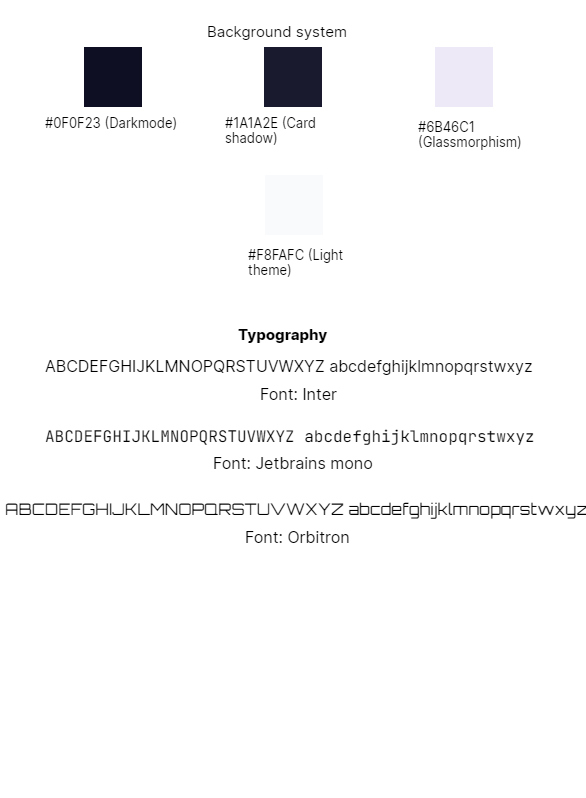 Background system
#0F0F23 (Darkmode)
#1A1A2E (Card
shadow)
#6B46C1
(Glassmorphism)
#F8FAFC (Light
theme)
Typography
ABCDEFGHIJKLMNOPQRSTUVWXYZ abcdefghijklmnopqrstwxyz
Font: Inter
ABCDEFGHIJKLMNOPQRSTUVWXYZ abcdefghijklmnopqrstwxyz
Font: Jetbrains mono
ABCDEFGHIJKLMNOPQRSTUVWXYZ abcdefghijklmnopqrstwxyz
Font: Orbitron